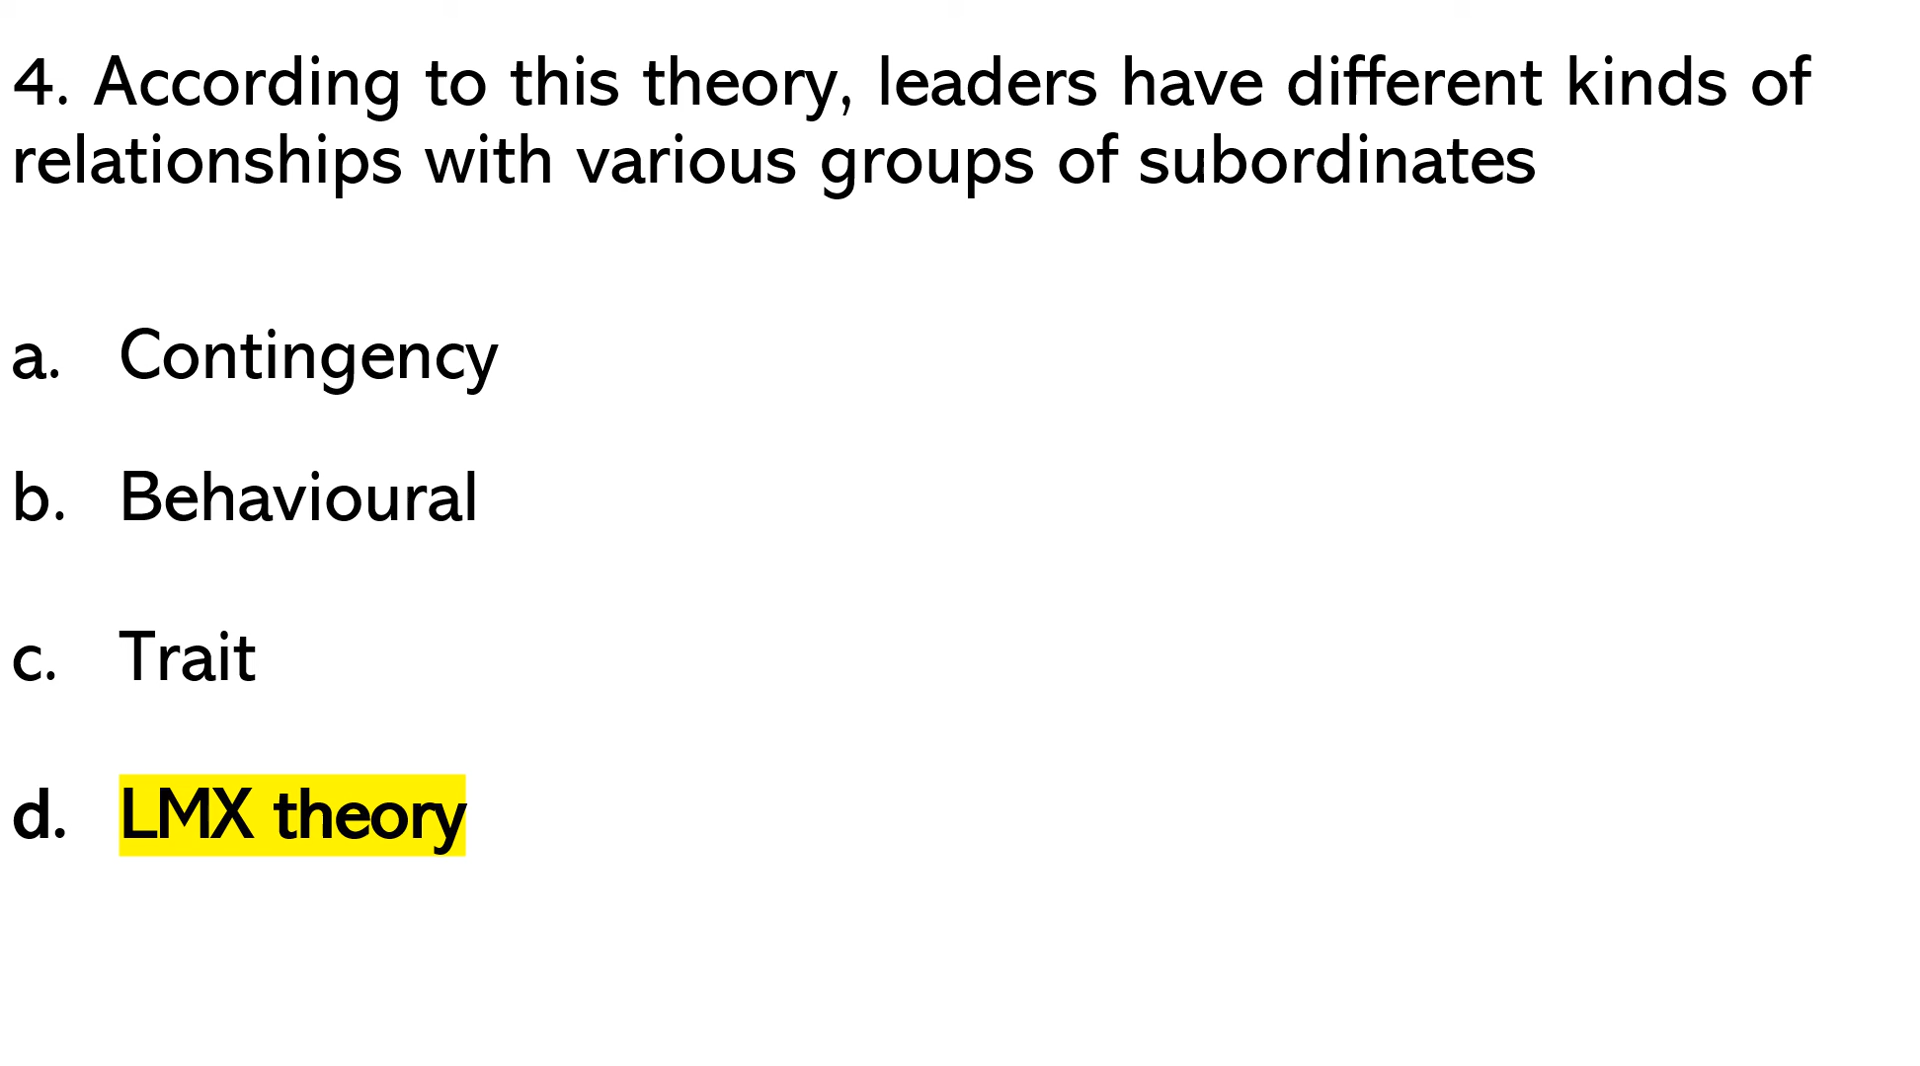 4. According to this theory, leaders have different kinds of
relationships with various groups of subordinates
a. Contingency
b. Behavioural
c. Trait
d. LMX theory